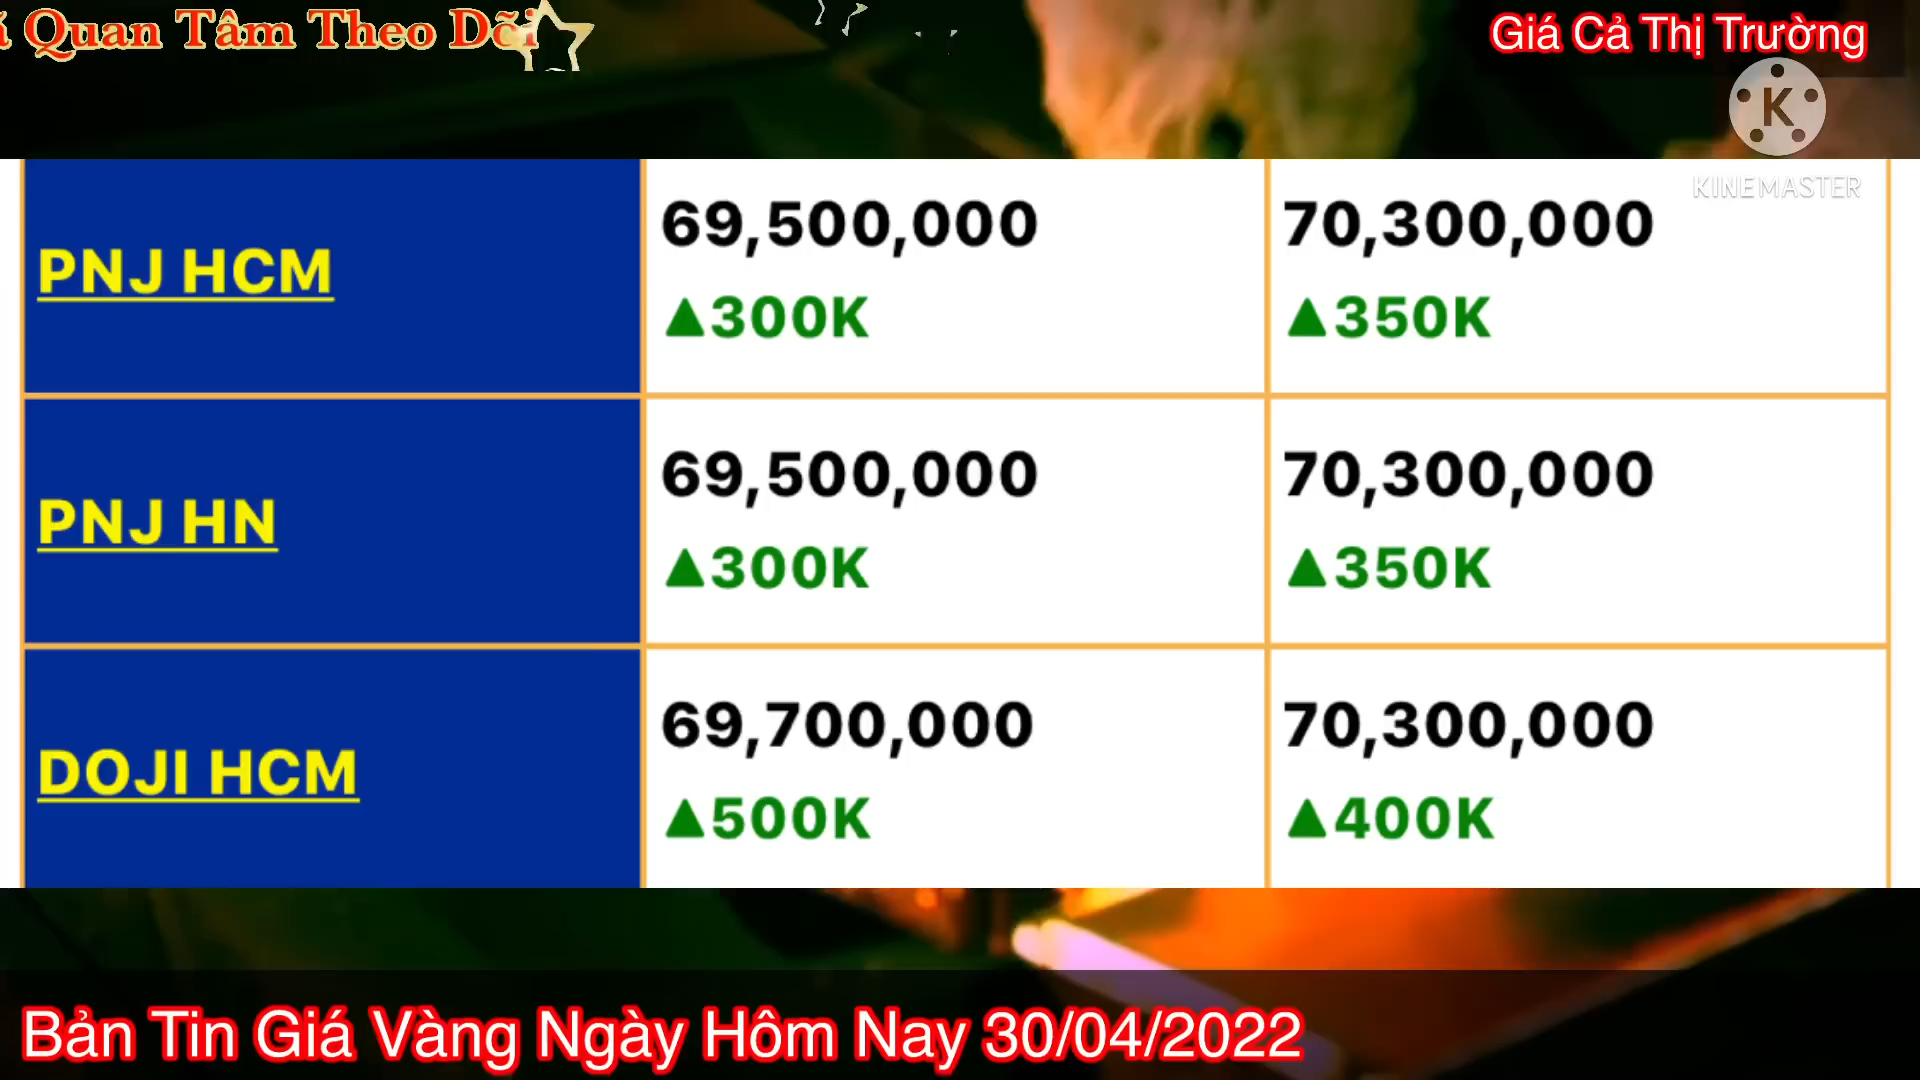 Quan Tâm Theo Dõi
Giá Cả Thị Trường
K
KINEMASTER
PNJ HCM
69,500,000
▲300K
70,300,000
▲350K
PNJ HN
69,500,000
▲300K
70,300,000
▲350K
DOJI HCM
69,700,000
▲500K
70,300,000
▲400K
Bản Tin Giá Vàng Ngày Hôm Nay 30/04/2022